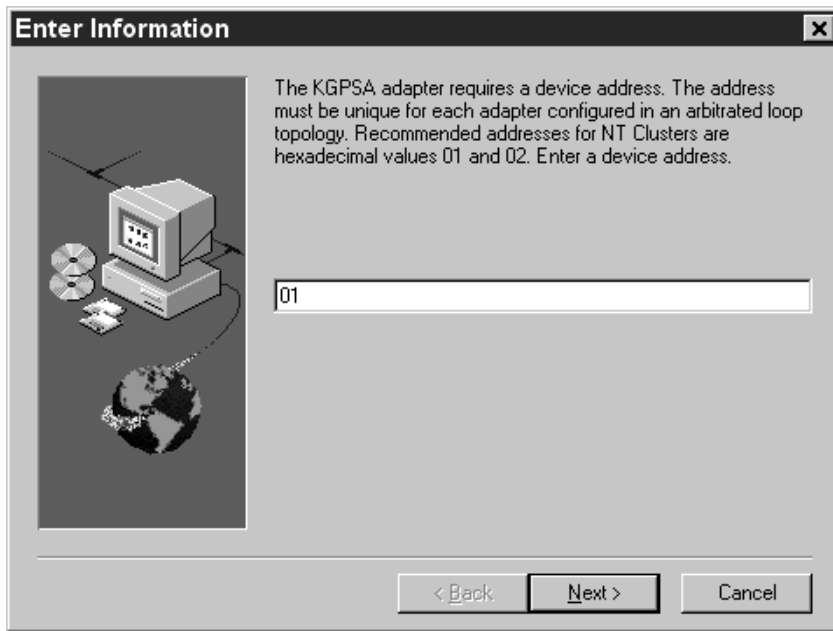 Enter Information
The KGPSA adapter requires a device address. The address
must be unique for each adapter configured in an arbitrated loop
topology. Recommended addresses for NT Clusters are
hexadecimal values 01 and 02. Enter a device address.
01
< Back
Next >
Cancel